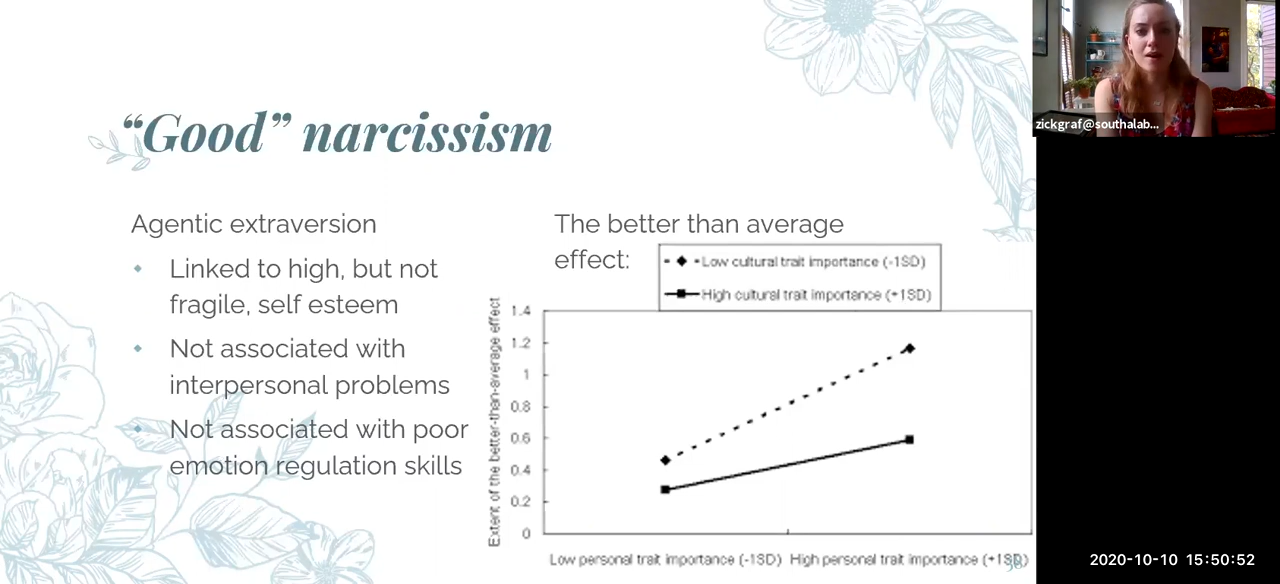 “Good” narcissism
Agentic extraversion
Linked to high, but not
fragile, self esteem
Not associated with
interpersonal problems
Not associated with poor
emotion regulation skills
The better than average
effect:
Low cultural trait importance (-1SD)
High cultural trait importance (+1SD)
Extent of the better-than-average effect
1.4
1.2
1
0.8
0.6
0.4
0.2
0
Low personal trait importance (-1SD) High personal trait importance (+1SD)
zickgraf@southalab...
2020-10-10 15:50:52